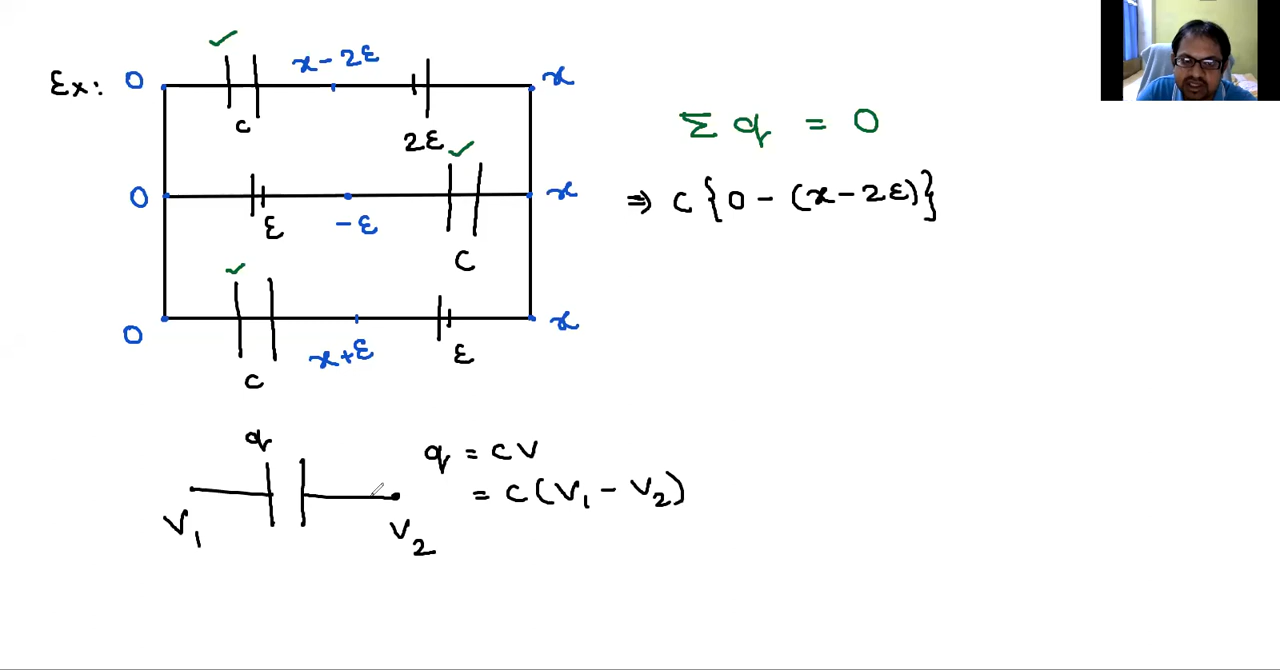 Ex:
0 ✓ C x-2ε 2ε x
0 ε -ε ✓ C x
0 ✓ C x+ε ε x
Σ q = 0
⇒ C{0-(x-2ε)}
q
V₁ V₂
q = CV
= C(V₁-V₂)